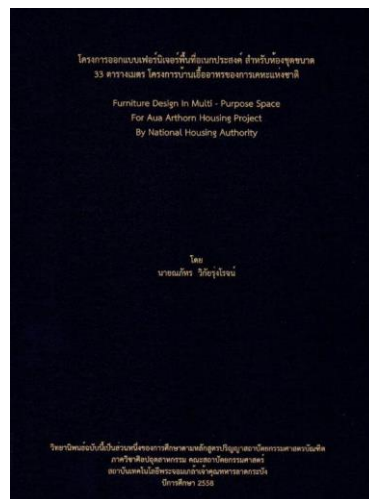 โครงการออกแบบเฟอร์นิเจอร์พื้นที่อเนกประสงค์ สำหรับห้องชุดขนาด
33 ตารางเมตร โครงการบ้านเอื้ออาทรของการเคหะแห่งชาติ
Furniture Design In Multi - Purpose Space
For Aua Arthorn Housing Project
By National Housing Authority
โดย
นายณภัทร วิกัยรุ่งโรจน์
วิทยานิพนธ์ฉบับนี้เป็นส่วนหนึ่งของการศึกษาตามหลักสูตรปริญญาสถาปัตยกรรมศาสตรบัณฑิต
ภาควิชาศิลปอุตสาหกรรม คณะสถาปัตยกรรมศาสตร์
สถาบันเทคโนโลยีพระจอมเกล้าเจ้าคุณทหารลาดกระบัง
ปีการศึกษา 2558